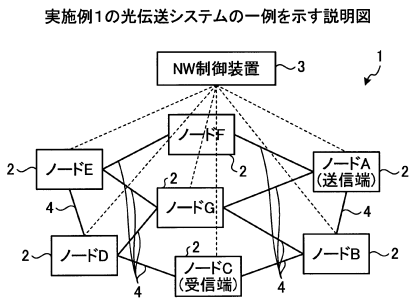 実施例1の光伝送システムの一例を示す説明図
1
NW制御装置
3
ノードF
2
2
ノードE
ノードA
(送信端)
2
2
ノードG
4
4
2
ノードD
2
ノードC
(受信端)
ノードB
2
4
4